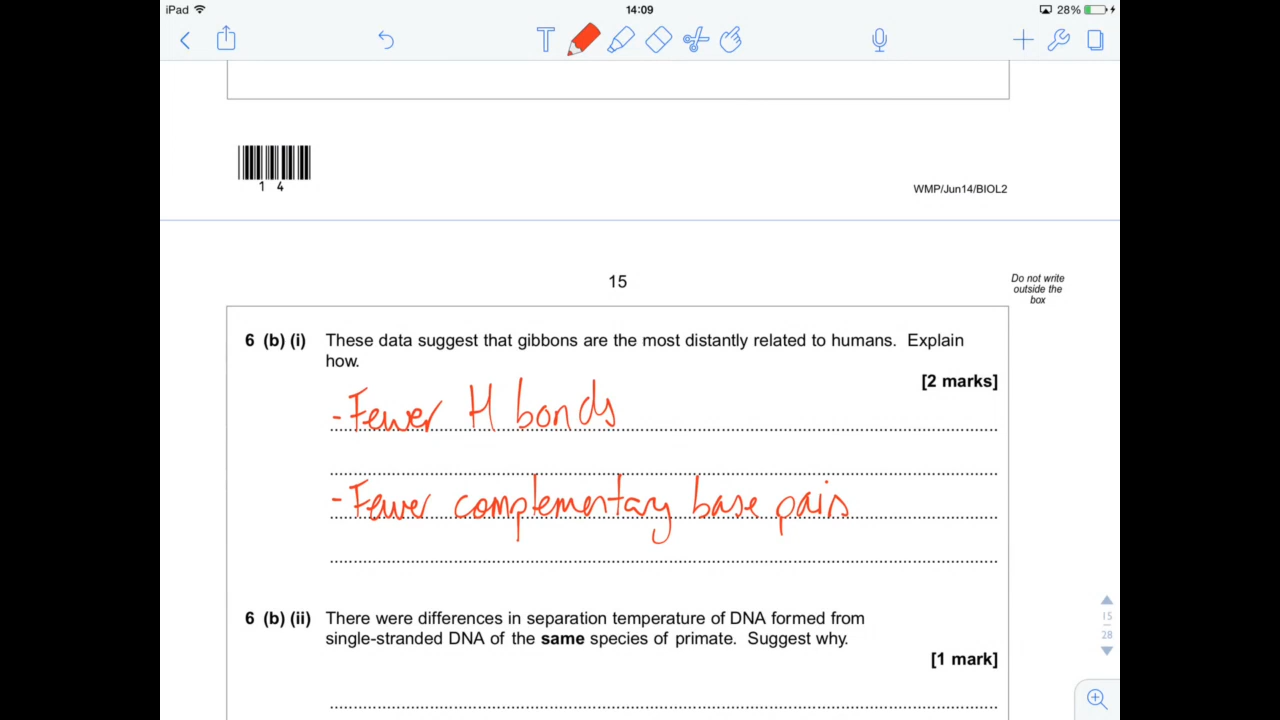 iPad 14:09 28%
T
1 4
WMP/Jun14/BIOL2
15
Do not write
outside the
box
6 (b) (i) These data suggest that gibbons are the most distantly related to humans. Explain
how.
[2 marks]
- Fewer H bonds
- Fewer complementary base pairs
6 (b) (ii) There were differences in separation temperature of DNA formed from
single-stranded DNA of the same species of primate. Suggest why.
[1 mark]
15
28